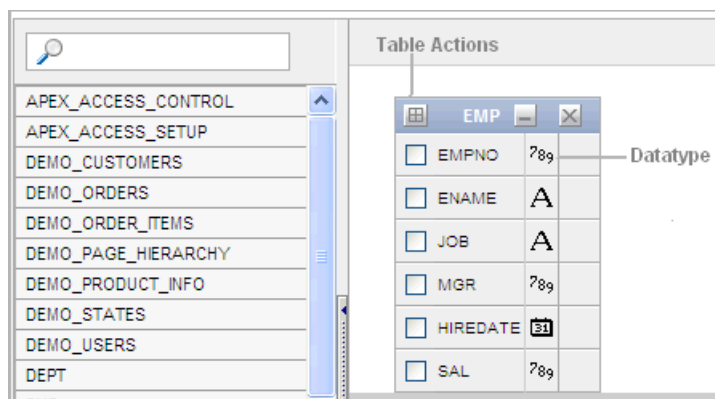 Table Actions
APEX_ACCESS_CONTROL
APEX_ACCESS_SETUP
DEMO_CUSTOMERS
DEMO_ORDERS
DEMO_ORDER_ITEMS
DEMO_PAGE_HIERARCHY
DEMO_PRODUCT_INFO
DEMO_STATES
DEMO_USERS
DEPT
EMP
EMPNO 789
Datatype
ENAME A
JOB A
MGR 789
HIREDATE 31
SAL 789